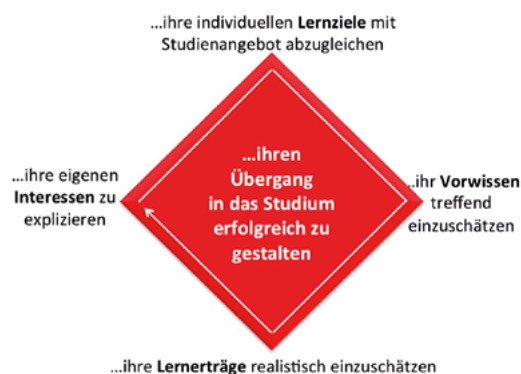 ...ihre individuellen Lernziele mit
Studienangebot abzugleichen
...ihre eigenen
Interessen zu
explizieren
...ihren
Übergang
in das Studium
erfolgreich zu
gestalten
...ihr Vorwissen
treffend
einzuschätzen
...ihre Lernerträge realistisch einzuschätzen